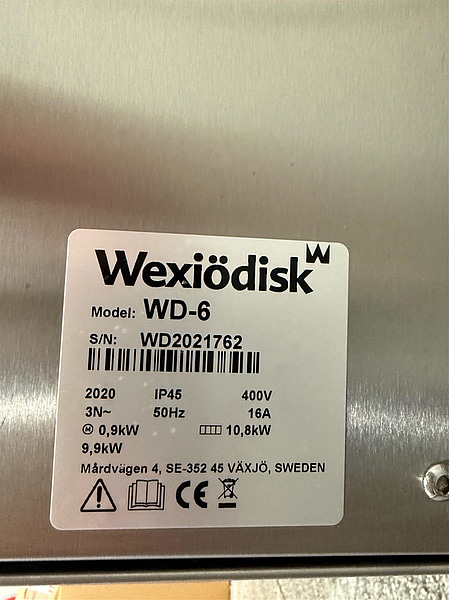 Wexiödisk
Model: WD-6
S/N: WD2021762
2020 IP45 400V
3N~ 50Hz 16A
M 0,9kW 10,8kW
9,9kW
Mårdvägen 4, SE-352 45 VÄXJÖ, SWEDEN
CE